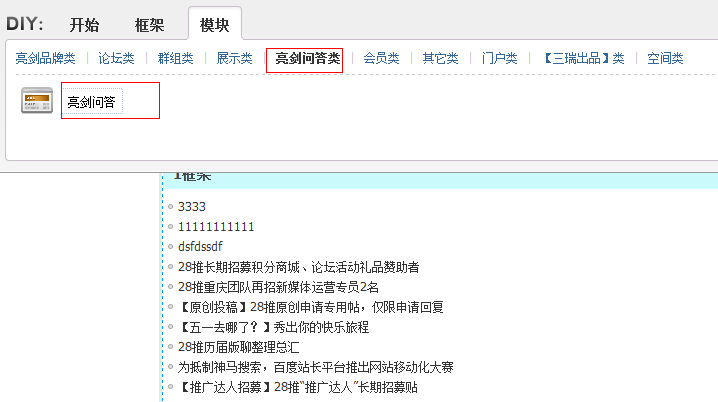 DIY: 开始 框架 模块
亮剑品牌类 论坛类 群组类 展示类 亮剑问答类 会员类 其它类 门户类 【三瑞出品】类 空间类
亮剑问答
1框架
3333
11111111111
dsfdssdf
28推长期招募积分商城、论坛活动礼品赞助者
28推重庆团队再招新媒体运营专员2名
【原创投稿】28推原创申请专用帖，仅限申请回复
【五一去哪了？】秀出你的快乐旅程
28推历届版聊整理总汇
为抵制神马搜索，百度站长平台推出网站移动化大赛
【推广达人招募】28推“推广达人”长期招募贴